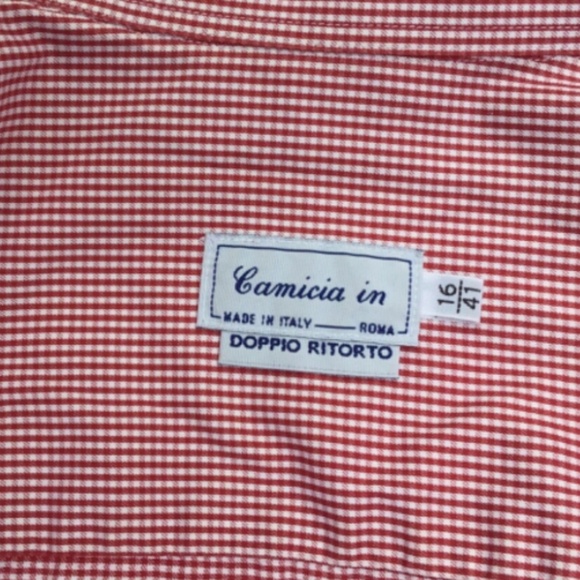 Camicia in
MADE IN ITALY ROMA
DOPPIO RITORTO
16
41